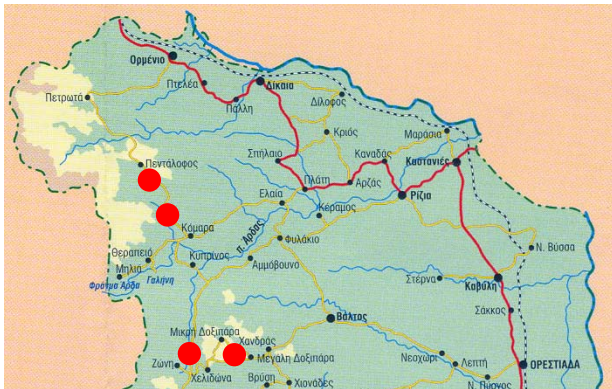 Ορμένιο
Πτελέα
Δίκαια
Πετρωτά
Πάλλη
Δίλοφος
Κριός
Μαράσια
Σπήλαιο
Καναδάς
Καστανιές
Πεντάλοφος
Πλάτη
Αρζάς
Ρίζια
Ελαία
Κέραμος
Κόμαρα
π. Άρδας
Φυλάκιο
Θεραπειό
Κυπρίνος
Αμμόβουνο
Ν. Βύσσα
Μηλιά
Γαλήνη
Φράγμα Άρδα
Στέρνα
Καβύλη
Σάκκος
Βάλτος
Μικρή Δοξιπάρα
Χανδράς
Μεγάλη Δοξιπάρα
Ζώνη
Χελιδώνα
Νεοχώρι
Λεπτή
ΟΡΕΣΤΙΑΔΑ
Βρύση
Χιονάδες
Ν. Πύργος